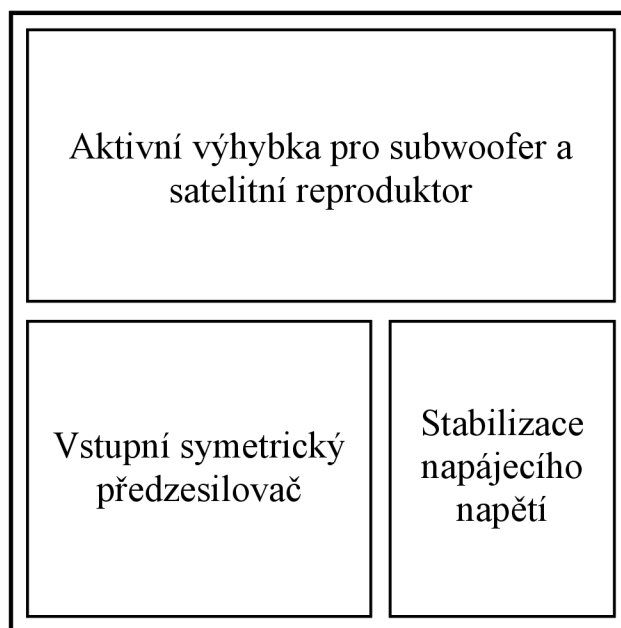 Aktivní výhybka pro subwoofer a
satelitní reproduktor
Vstupní symetrický
předzesilovač
Stabilizace
napájecího
napětí